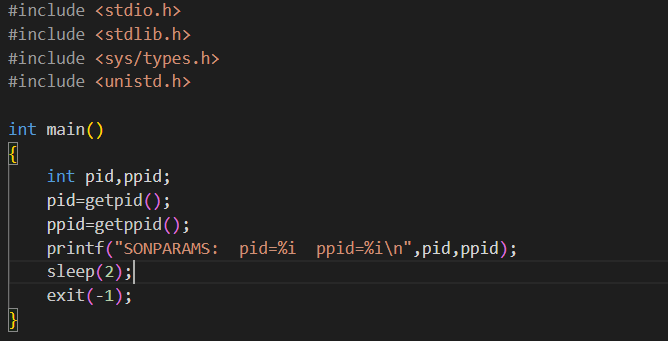 #include <stdio.h>
#include <stdlib.h>
#include <sys/types.h>
#include <unistd.h>

int main()
{
    int pid,ppid;
    pid=getpid();
    ppid=getppid();
    printf("SONPARAMS:  pid=%i  ppid=%i\n",pid,ppid);
    sleep(2);
    exit(-1);
}